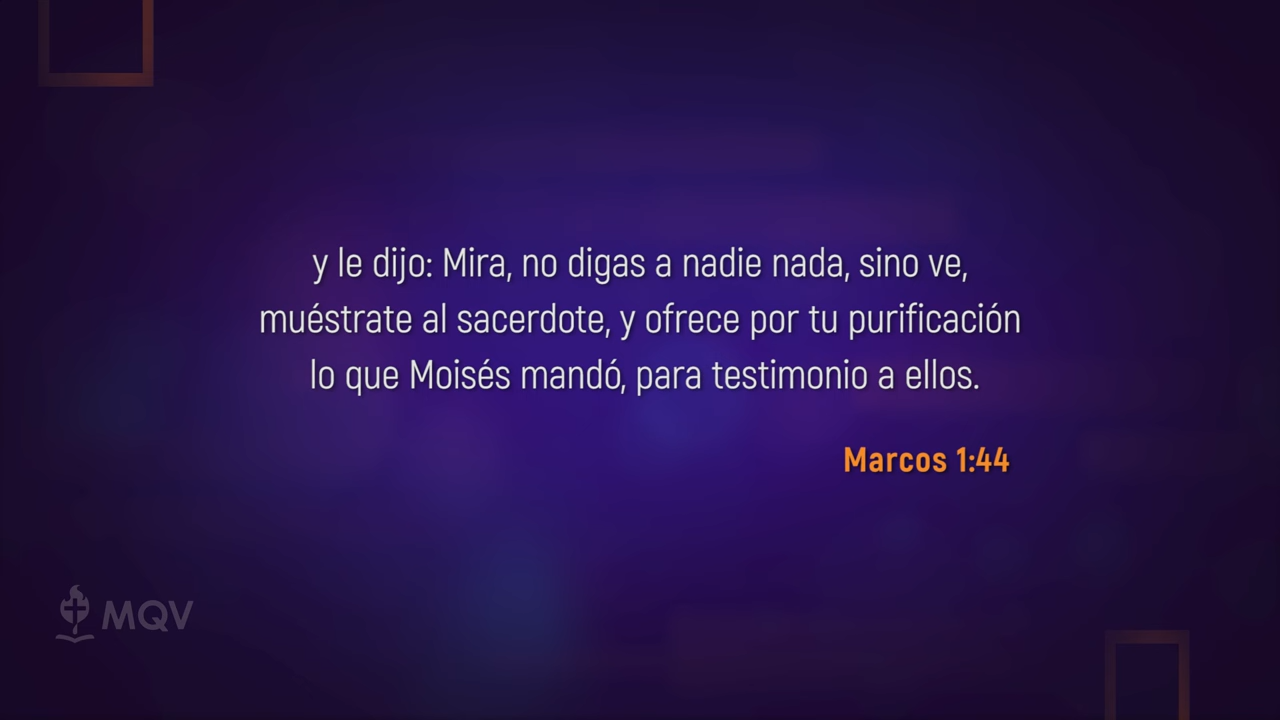 y le dijo: Mira, no digas a nadie nada, sino ve,
muéstrate al sacerdote, y ofrece por tu purificación
lo que Moisés mandó, para testimonio a ellos.
Marcos 1:44
MQV